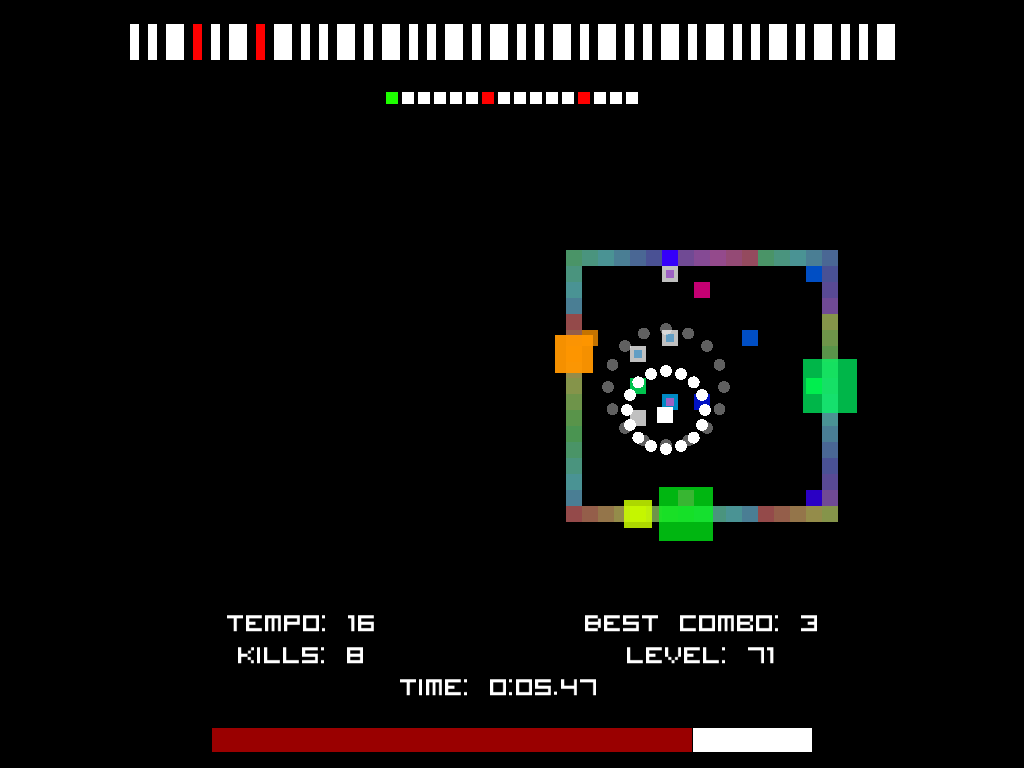 TEMPO: 16
BEST COMBO: 3
KILLS: 8
LEVEL: 71
TIME: 0:05.47